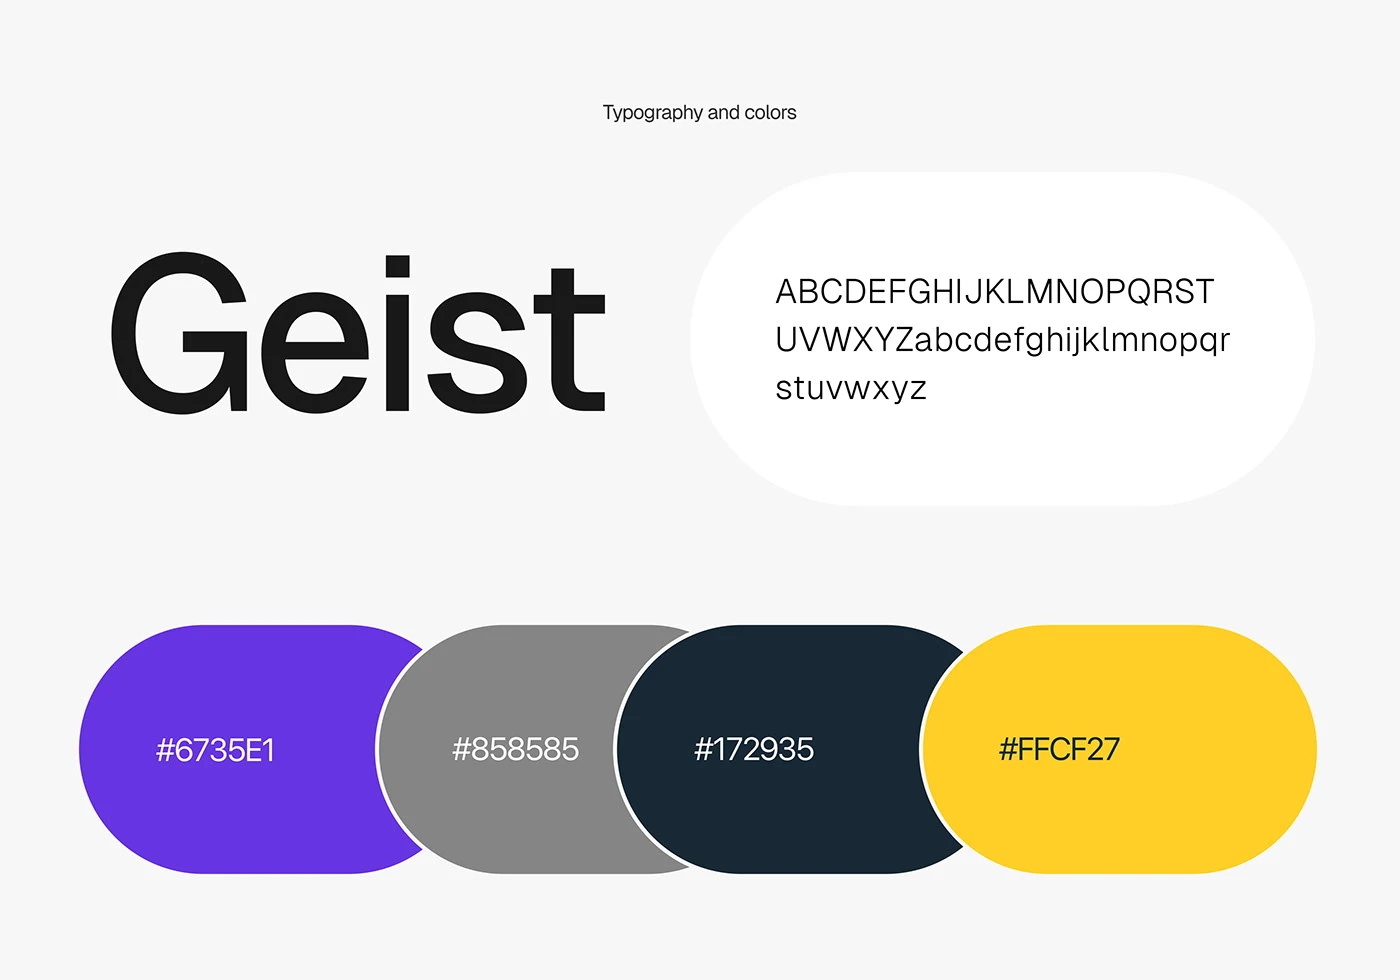 Typography and colors
Geist
ABCDEFGHIJKLMNOPQRST
UVWXYZabcdefghijklmnopqr
stuvwxyz
#6735E1
#858585
#172935
#FFCF27